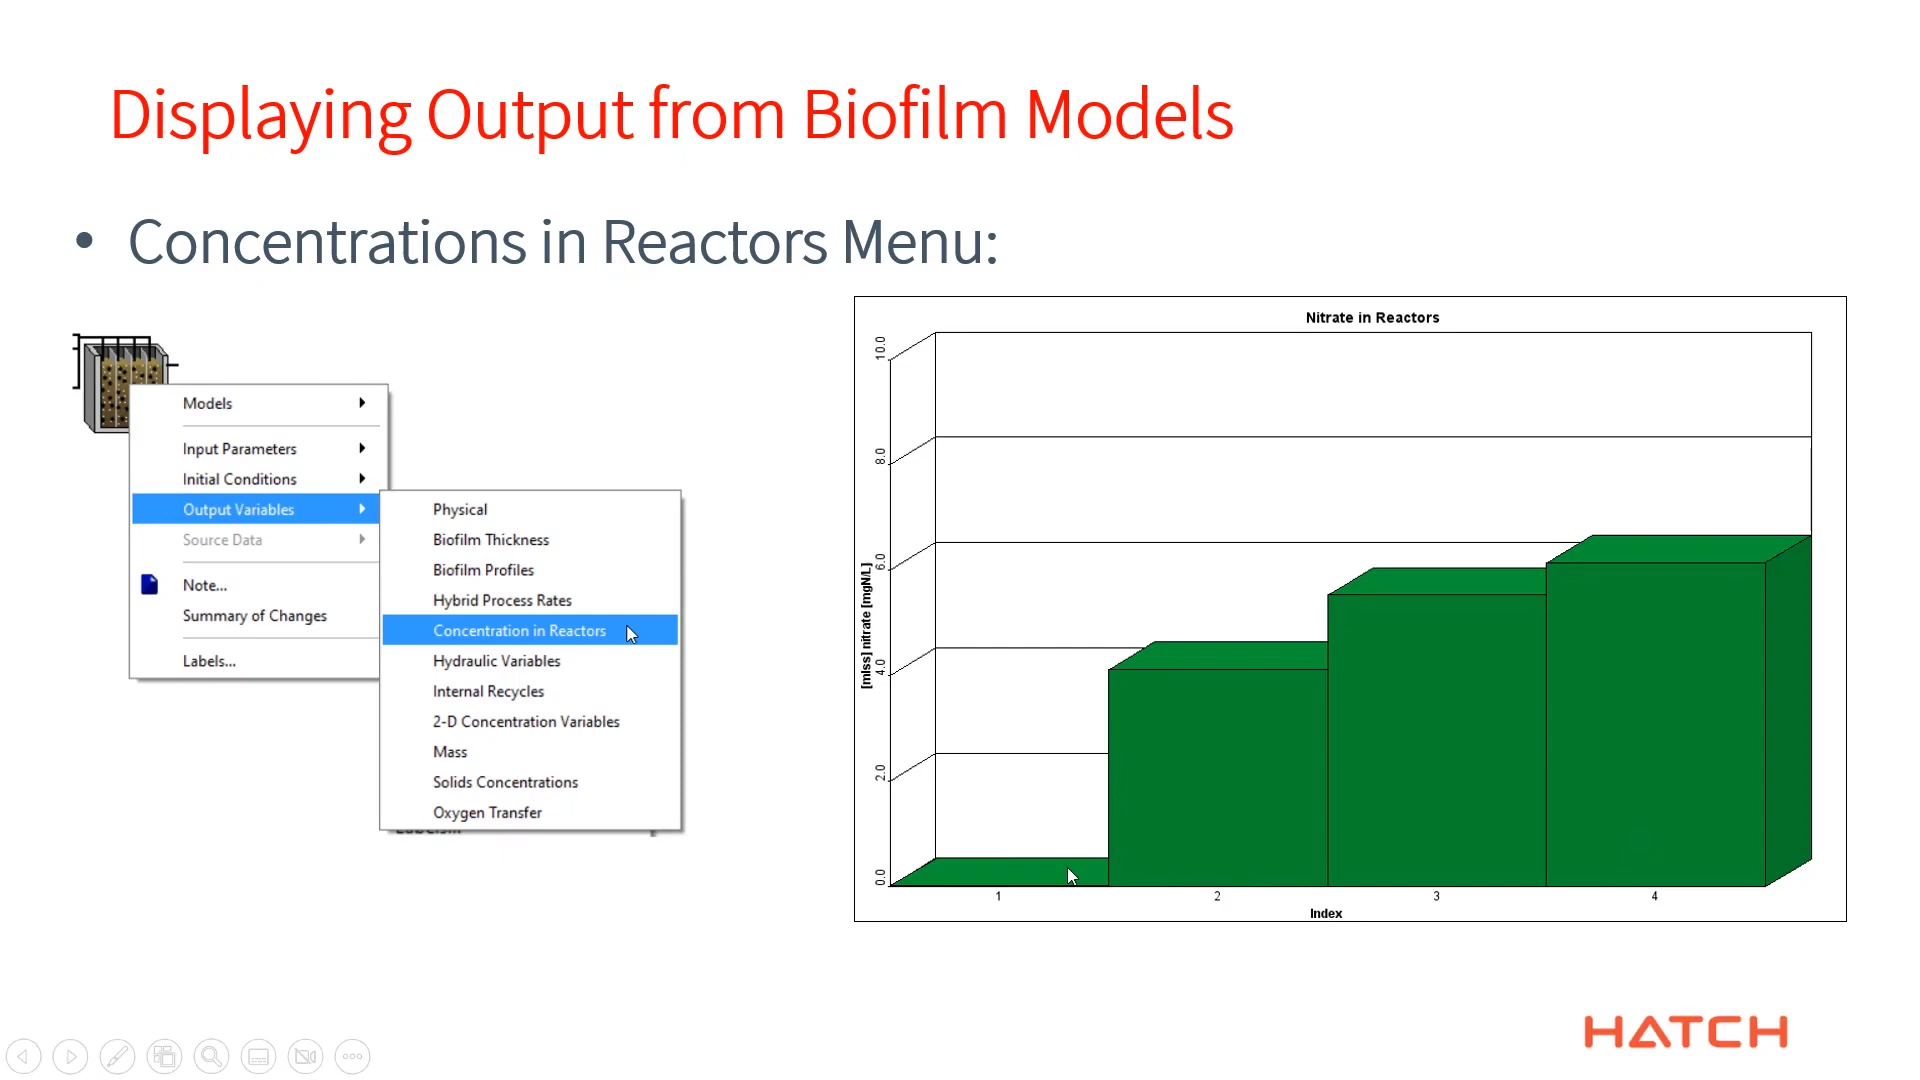 Displaying Output from Biofilm Models
• Concentrations in Reactors Menu:
Models
Input Parameters
Initial Conditions
Output Variables
Source Data
Note...
Summary of Changes
Labels...
Physical
Biofilm Thickness
Biofilm Profiles
Hybrid Process Rates
Concentration in Reactors
Hydraulic Variables
Internal Recycles
2-D Concentration Variables
Mass
Solids Concentrations
Oxygen Transfer
Nitrate in Reactors
[mlss] nitrate [mgN/L]
10.0
8.0
6.0
4.0
2.0
0.0
1 2 3 4
Index
HATCH